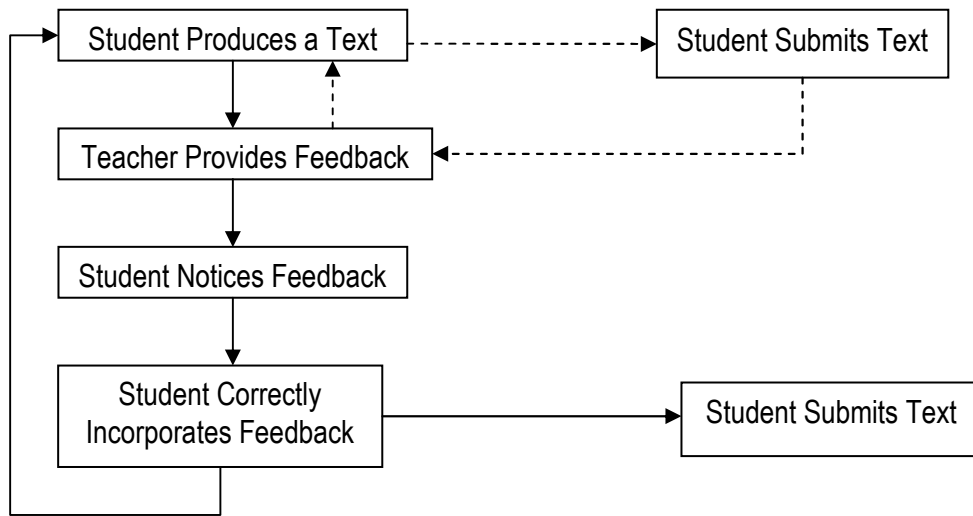 Student Produces a Text
Student Submits Text
Teacher Provides Feedback
Student Notices Feedback
Student Correctly
Incorporates Feedback
Student Submits Text